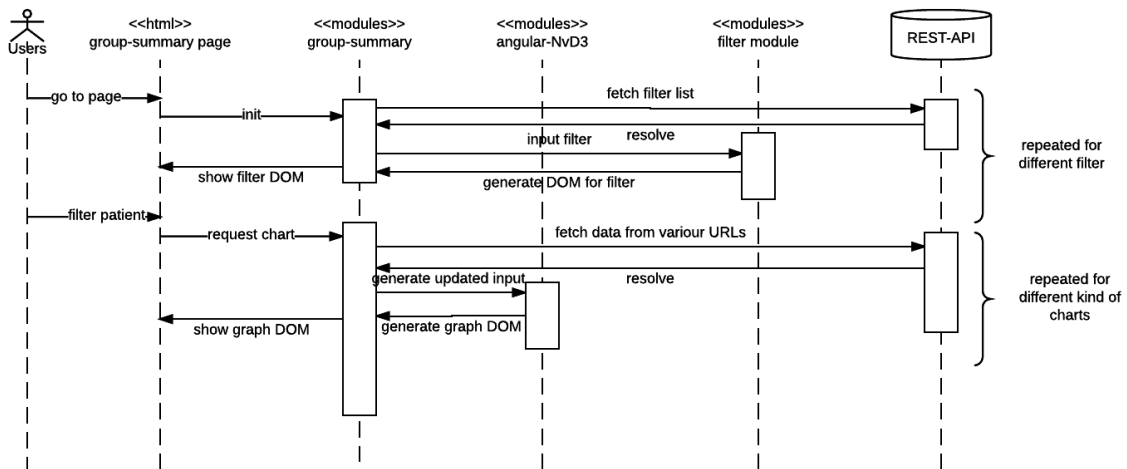 Users
<<html>>
group-summary page
<<modules>>
group-summary
<<modules>>
angular-NvD3
<<modules>>
filter module
REST-API
go to page
init
fetch filter list
resolve
input filter
show filter DOM
generate DOM for filter
repeated for
different filter
filter patient
request chart
fetch data from variour URLs
resolve
generate updated input
show graph DOM
generate graph DOM
repeated for
different kind of
charts